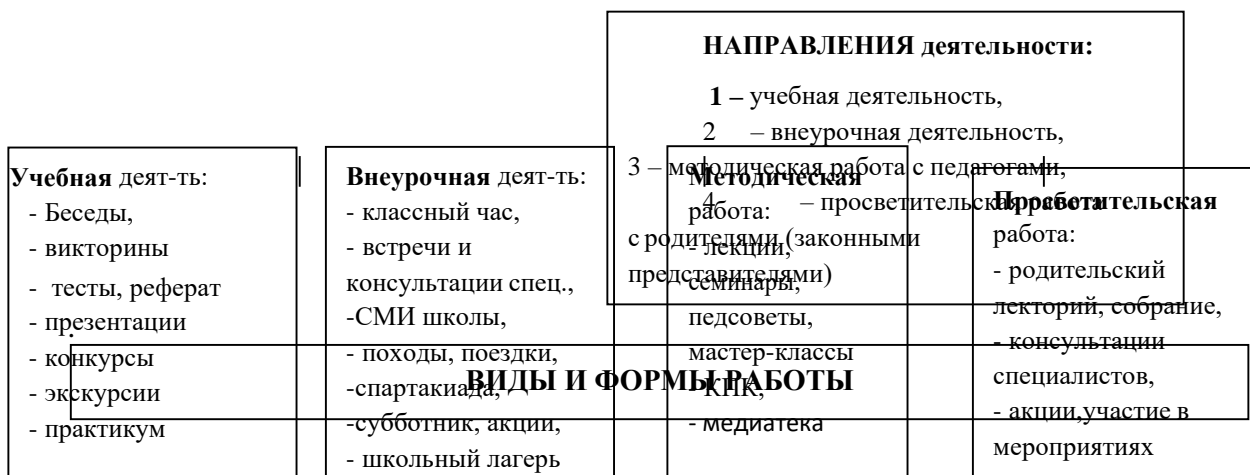 НАПРАВЛЕНИЯ деятельности:
1 – учебная деятельность,
2 – внеурочная деятельность,
3 – методическая работа с педагогами,
4 – просветительская работа
с родителями (законными
представителями)
Учебная деят-ть:
- Беседы,
- викторины
- тесты, реферат
- презентации
- конкурсы
- экскурсии
- практикум
Внеурочная деят-ть:
- классный час,
- встречи и
консультации спец.,
-СМИ школы,
- походы, поездки,
-спартакиада,
-субботник, акции,
- школьный лагерь
Методическая
работа:
- лекции,
семинары,
педсоветы,
мастер-классы
- КПК,
- медиатека
Просветительская
работа:
- родительский
лекторий, собрание,
- консультации
специалистов,
- акции,участие в
мероприятиях
ВИДЫ И ФОРМЫ РАБОТЫ